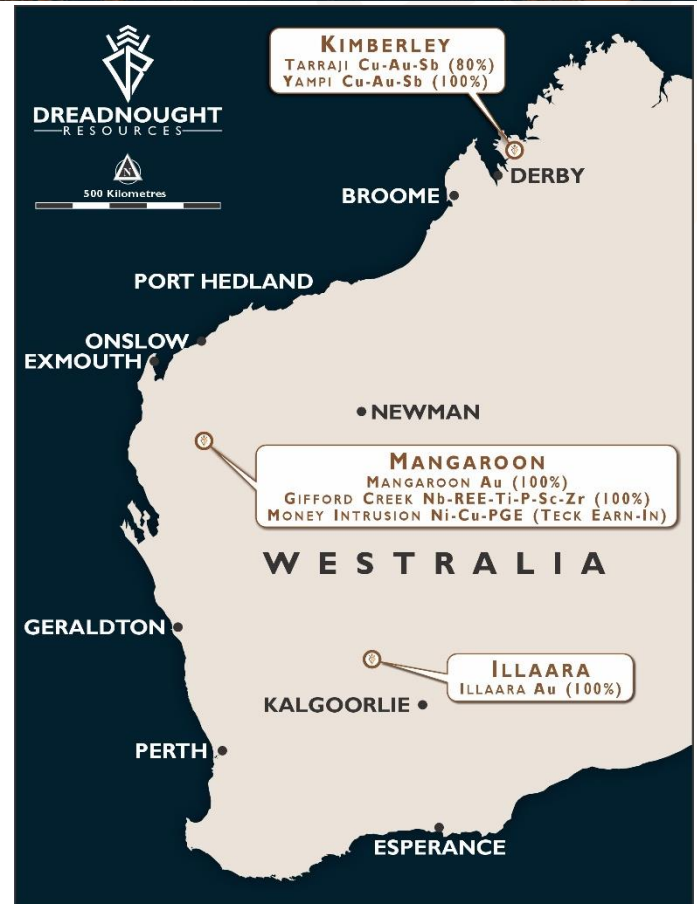 DREADNOUGHT
RESOURCES
N
500 Kilometres
KIMBERLEY
TARRAJI Cu-Au-Sb (80%)
YAMPI Cu-Au-Sb (100%)
DERBY
BROOME
PORT HEDLAND
ONSLOW
EXMOUTH
NEWMAN
MANGAROON
MANGAROON Au (100%)
GIFFORD CREEK Nb-REE-Ti-P-Sc-Zr (100%)
MONEY INTRUSION Ni-Cu-PGE (TECK EARN-IN)
WESTRALIA
GERALDTON
ILLAARA
ILLAARA Au (100%)
KALGOORLIE
PERTH
ESPERANCE